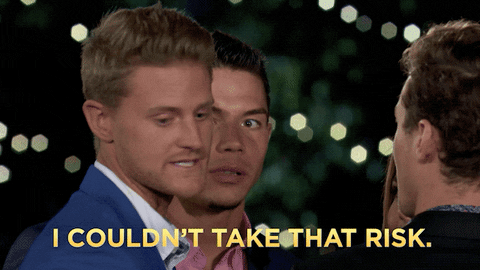 I COULDN'T TAKE THAT RISK.